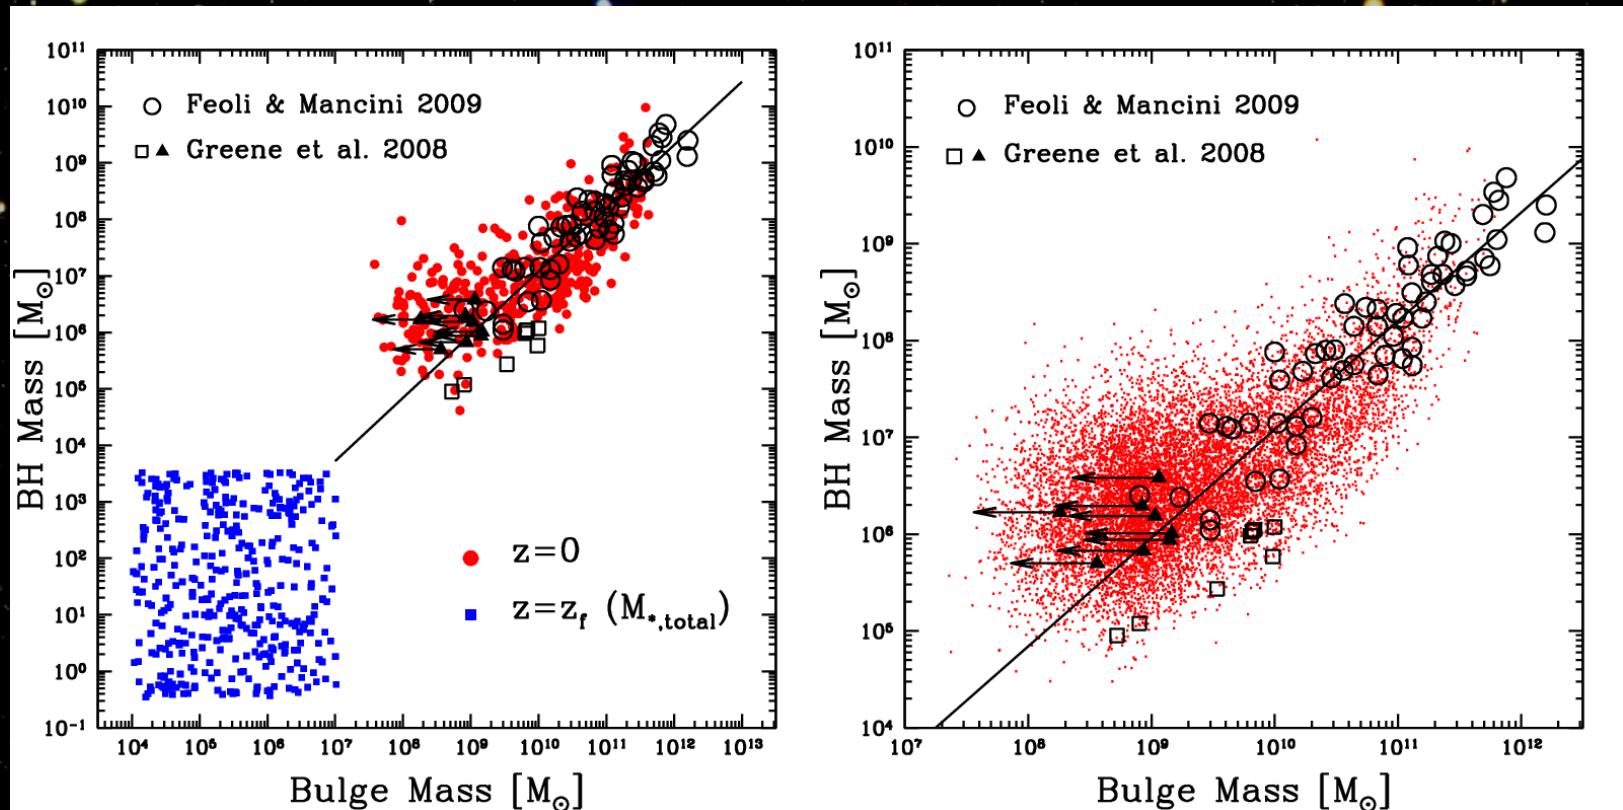 10¹¹
10¹⁰
10⁹
10⁸
10⁷
10⁶
10⁵
10⁴
10³
10²
10¹
10⁰
10⁻¹
BH Mass [M⊙]
○ Feoli & Mancini 2009
□ ▲ Greene et al. 2008
z=0
z=z_f (M_*,total)
10⁴ 10⁵ 10⁶ 10⁷ 10⁸ 10⁹ 10¹⁰ 10¹¹ 10¹² 10¹³
Bulge Mass [M⊙]
10¹¹
10¹⁰
10⁹
10⁸
10⁷
10⁶
10⁵
10⁴
BH Mass [M⊙]
○ Feoli & Mancini 2009
□ ▲ Greene et al. 2008
10⁷ 10⁸ 10⁹ 10¹⁰ 10¹¹ 10¹²
Bulge Mass [M⊙]